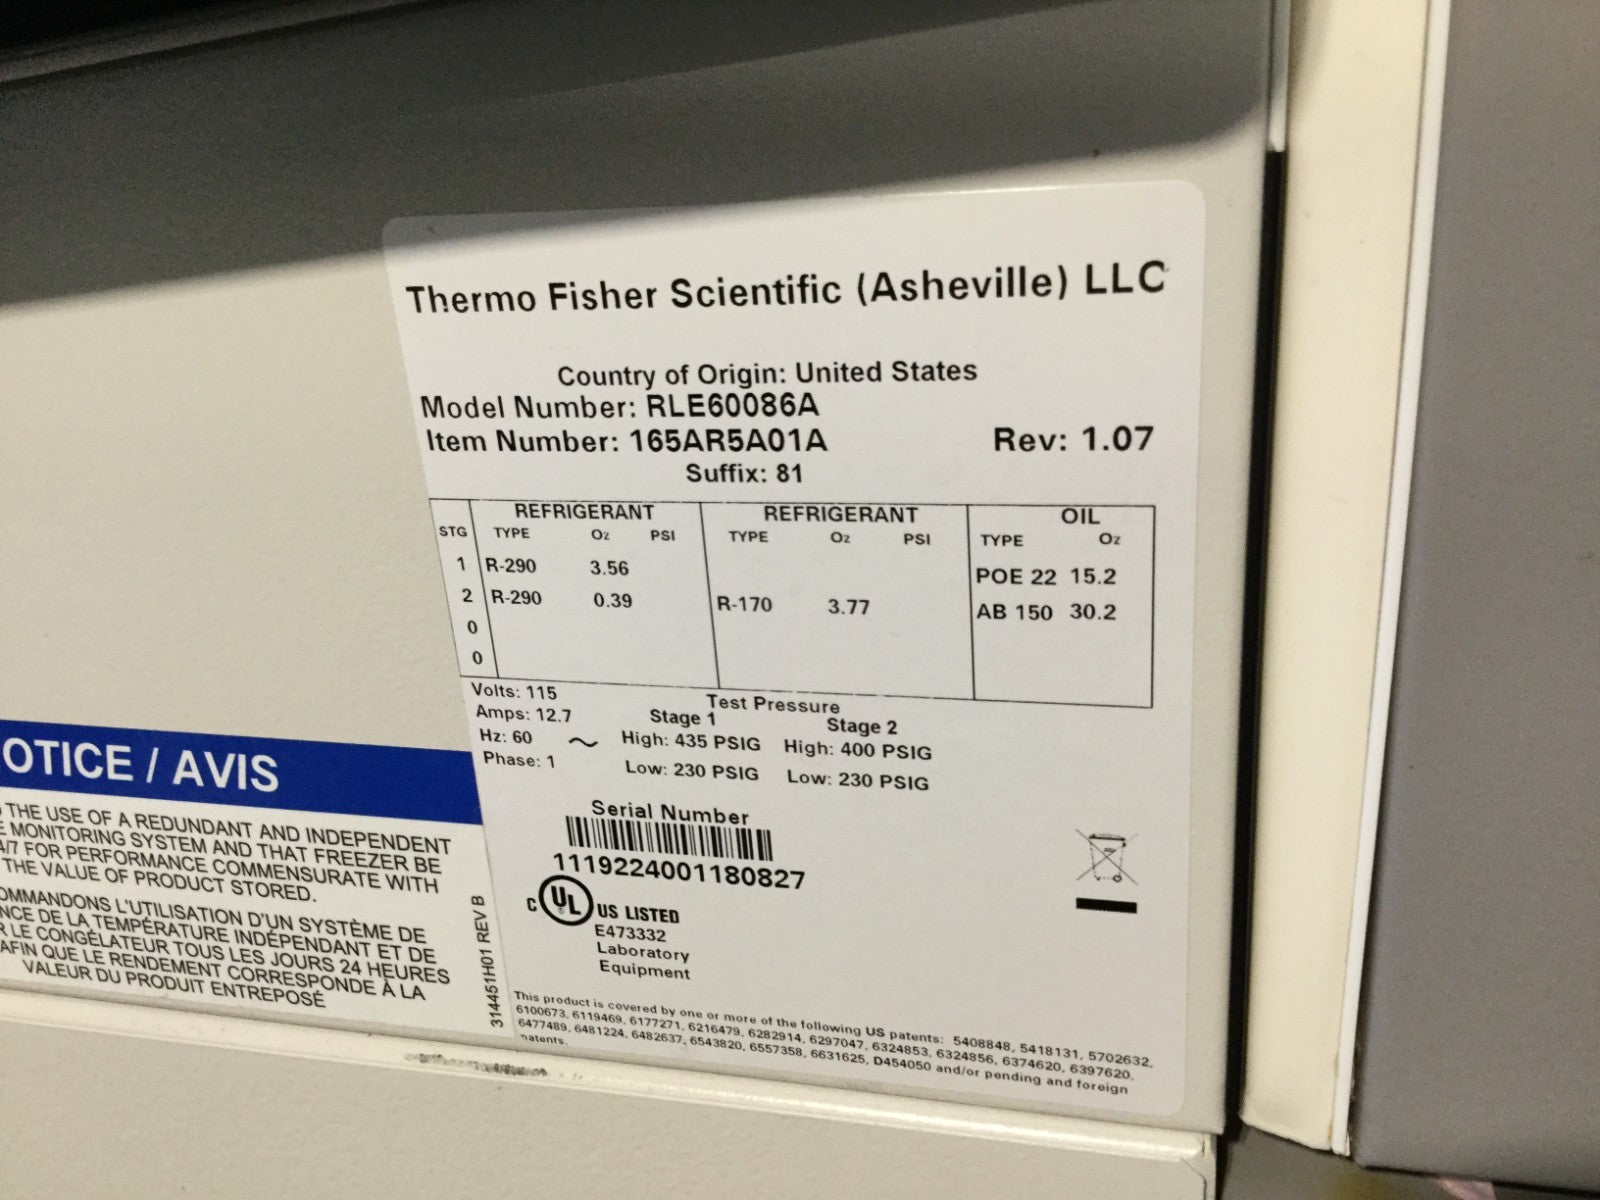 Thermo Fisher Scientific (Asheville) LLC
Country of Origin: United States
Model Number: RLE60086A
Item Number: 165AR5A01A Rev: 1.07
Suffix: 81
REFRIGERANT REFRIGERANT OIL
STG TYPE Oz PSI TYPE Oz PSI TYPE Oz
1 R-290 3.56 POE 22 15.2
2 R-290 0.39 R-170 3.77 AB 150 30.2
0
0
Volts: 115 Test Pressure
Amps: 12.7 Stage 1 Stage 2
Hz: 60 ~ High: 435 PSIG High: 400 PSIG
Phase: 1 Low: 230 PSIG Low: 230 PSIG
Serial Number
1119224001180827
C UL US LISTED
E473332
Laboratory
Equipment
This product is covered by one or more of the following US patents: 5408848, 5418131, 5702632,
6100673, 6119469, 6177271, 6216479, 6282914, 6297047, 6324853, 6324856, 6374620, 6397620,
6477489, 6481224, 6482637, 6543820, 6557358, 6631625, D454050 and/or pending and foreign
patents.
OTICE / AVIS
THE USE OF A REDUNDANT AND INDEPENDENT
MONITORING SYSTEM AND THAT FREEZER BE
/7 FOR PERFORMANCE COMMENSURATE WITH
THE VALUE OF PRODUCT STORED.
OMMANDONS L'UTILISATION D'UN SYSTÈME DE
NCE DE LA TEMPÉRATURE INDÉPENDANT ET DE
R LE CONGÉLATEUR TOUS LES JOURS 24 HEURES
AFIN QUE LE RENDEMENT CORRESPONDE À LA
VALEUR DU PRODUIT ENTREPOSÉ
314451H01 REV B